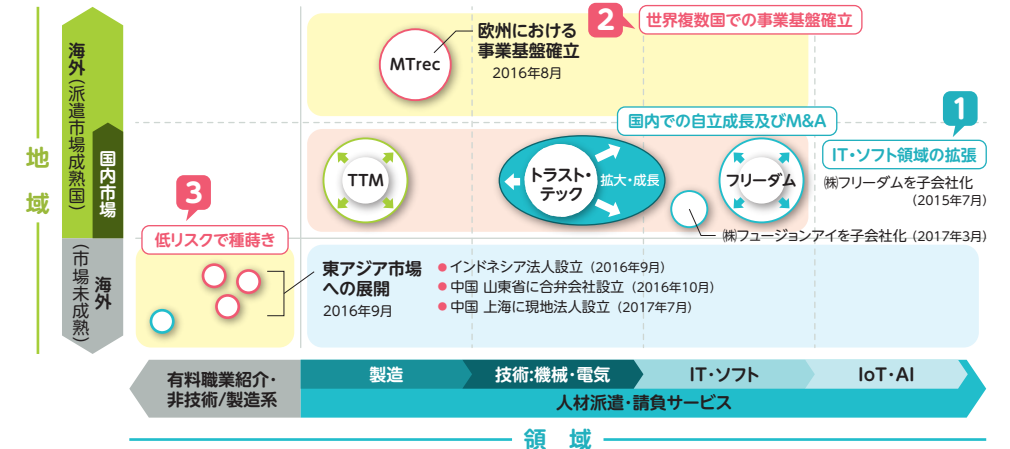 地域
海外(派遣市場成熟国)
国内市場
海外
(市場未成熟)
MTrec
欧州における
事業基盤確立
2016年8月
2
世界複数国での事業基盤確立
国内での自立成長及びM&A
1
IT・ソフト領域の拡張
㈱フリーダムを子会社化
(2015年7月)
TTM
トラスト・
テック
拡大・成長
フリーダム
㈱フュージョンアイを子会社化(2017年3月)
3
低リスクで種蒔き
東アジア市場
への展開
2016年9月
●インドネシア法人設立(2016年9月)
●中国 山東省に合弁会社設立(2016年10月)
●中国 上海に現地法人設立(2017年7月)
有料職業紹介・
非技術/製造系
製造
技術:機械・電気
IT・ソフト
IoT・AI
人材派遣・請負サービス
領域